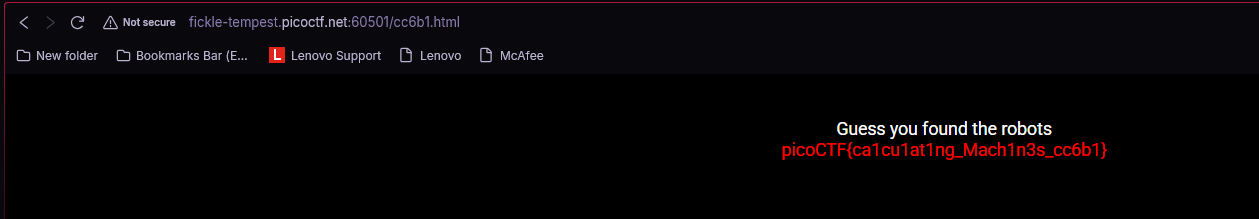 Not secure fickle-tempest.picoctf.net:60501/cc6b1.html
New folder Bookmarks Bar (E... L Lenovo Support Lenovo McAfee
Guess you found the robots
picoCTF{ca1cu1at1ng_Mach1n3s_cc6b1}